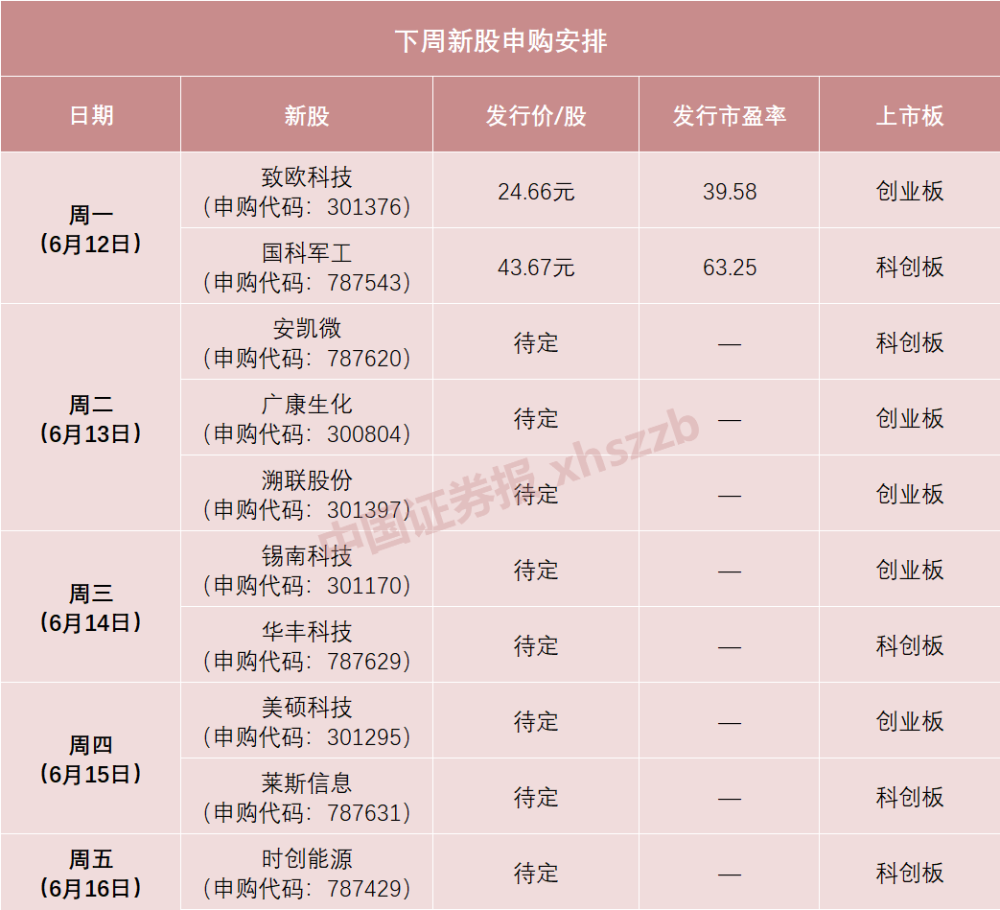 下周新股申购安排
日期 新股 发行价/股 发行市盈率 上市板
周一
（6月12日）
致欧科技
（申购代码：301376）
24.66元 39.58 创业板
国科军工
（申购代码：787543）
43.67元 63.25 科创板
周二
（6月13日）
安凯微
（申购代码：787620）
待定 — 科创板
广康生化
（申购代码：300804）
待定 — 创业板
溯联股份
（申购代码：301397）
待定 — 创业板
周三
（6月14日）
锡南科技
（申购代码：301170）
待定 — 创业板
华丰科技
（申购代码：787629）
待定 — 科创板
周四
（6月15日）
美硕科技
（申购代码：301295）
待定 — 创业板
莱斯信息
（申购代码：787631）
待定 — 科创板
周五
（6月16日）
时创能源
（申购代码：787429）
待定 — 科创板
中国证券报 xhszzb